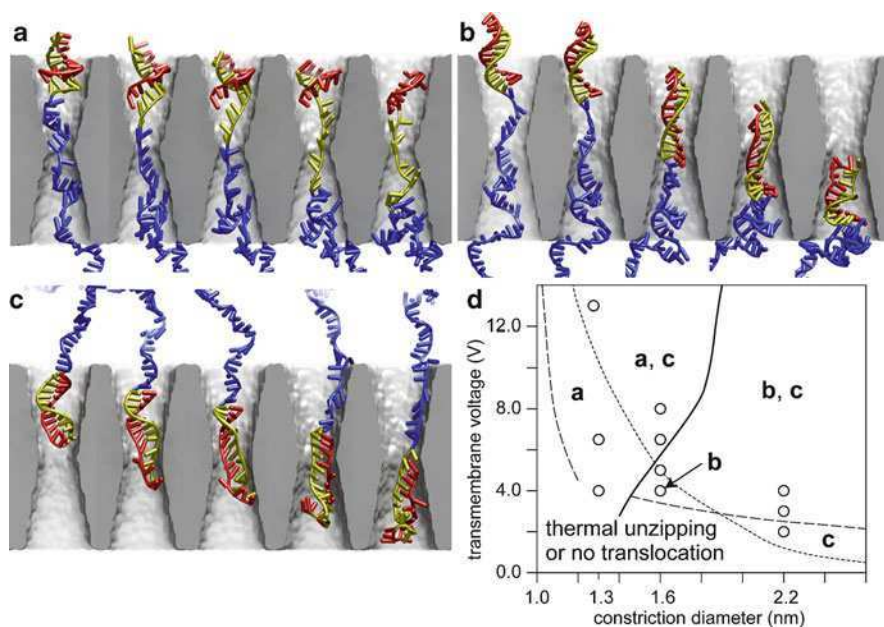 a
b
c
d
transmembrane voltage (V)
12.0
8.0
4.0
0.0
a
a, c
b, c
b
c
thermal unzipping
or no translocation
1.0
1.3
1.6
2.2
constriction diameter (nm)